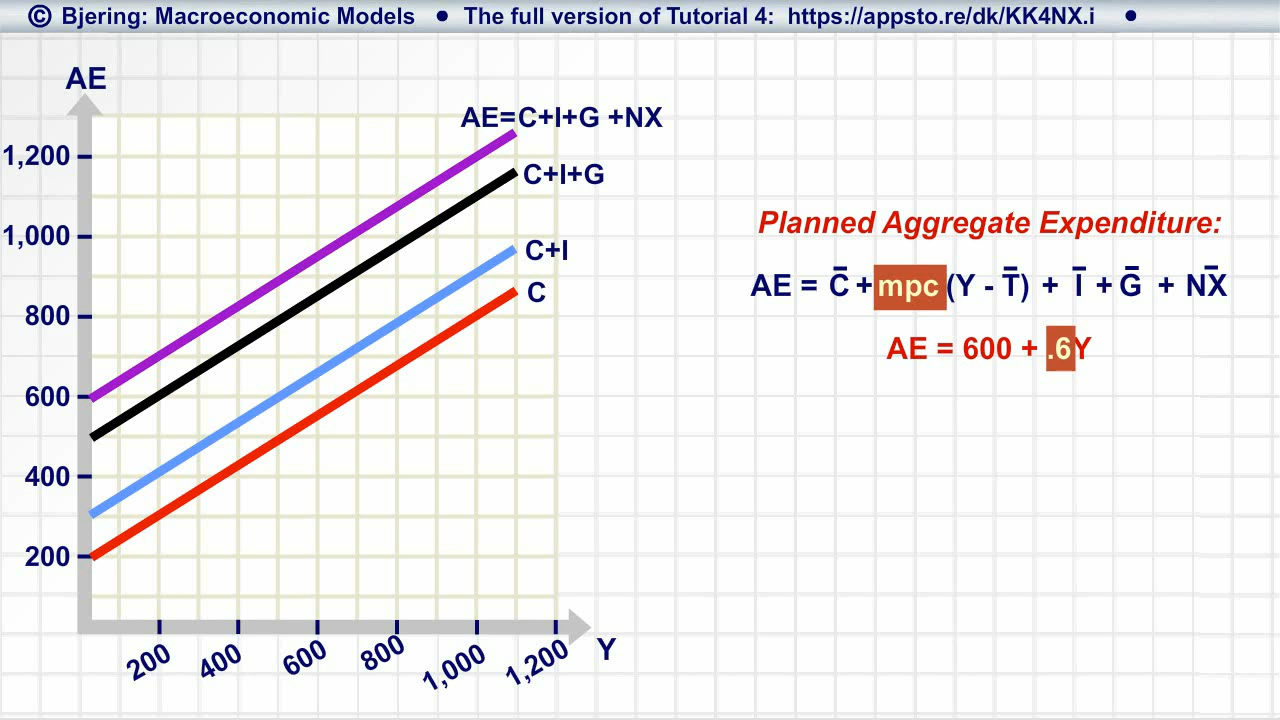 © Bjering: Macroeconomic Models • The full version of Tutorial 4: https://appsto.re/dk/KK4NX.i •
AE
AE=C+I+G +NX
1,200
C+I+G
1,000
C+I
C
800
600
400
200
200 400 600 800 1,000 1,200 Y
Planned Aggregate Expenditure:
AE = C̄ + mpc (Y - T̄) + Ī + Ḡ + NX̄
AE = 600 + .6Y